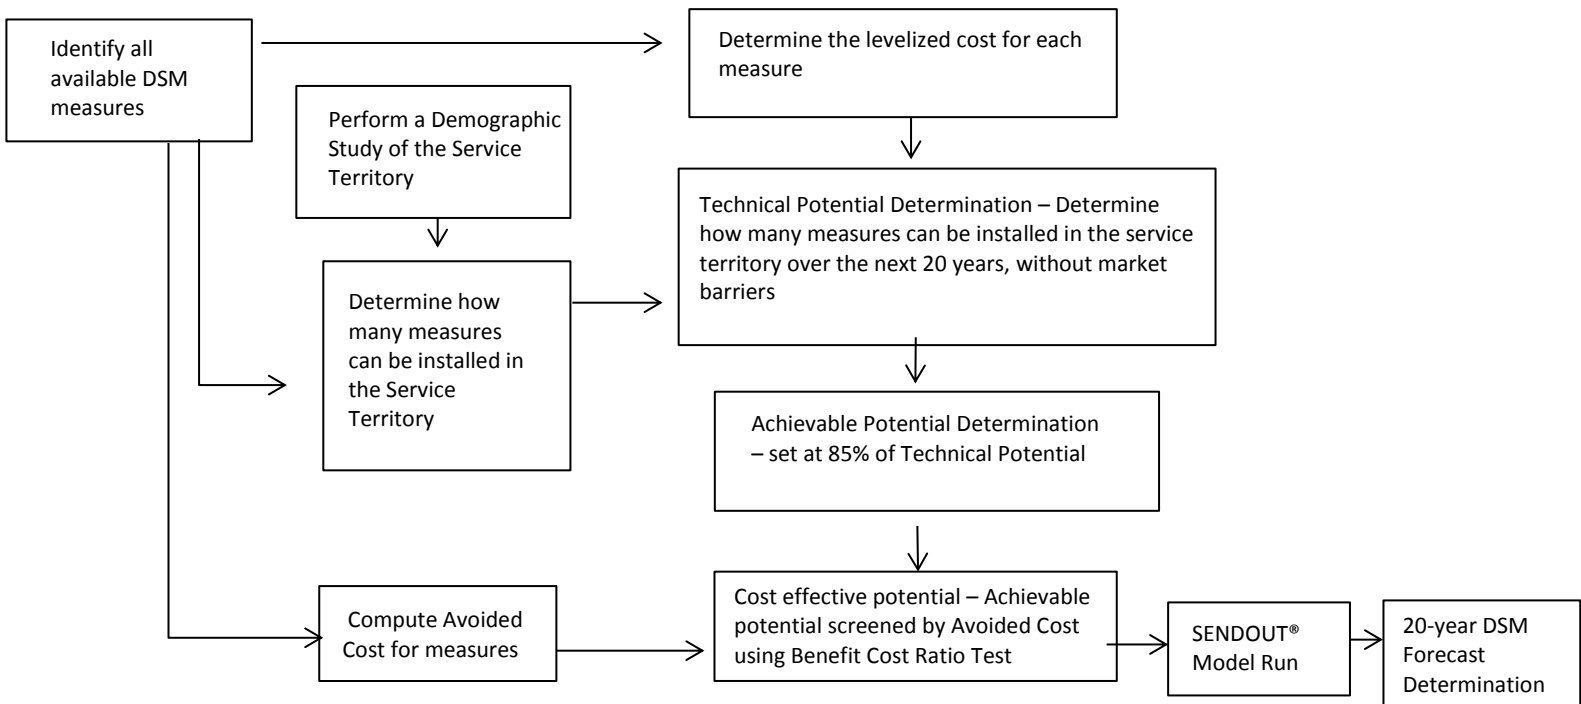 Identify all
available DSM
measures
Determine the levelized cost for each
measure
Perform a Demographic
Study of the Service
Territory
Technical Potential Determination – Determine
how many measures can be installed in the service
territory over the next 20 years, without market
barriers
Determine how
many measures
can be installed in
the Service
Territory
Achievable Potential Determination
– set at 85% of Technical Potential
Compute Avoided
Cost for measures
Cost effective potential – Achievable
potential screened by Avoided Cost
using Benefit Cost Ratio Test
SENDOUT®
Model Run
20-year DSM
Forecast
Determination